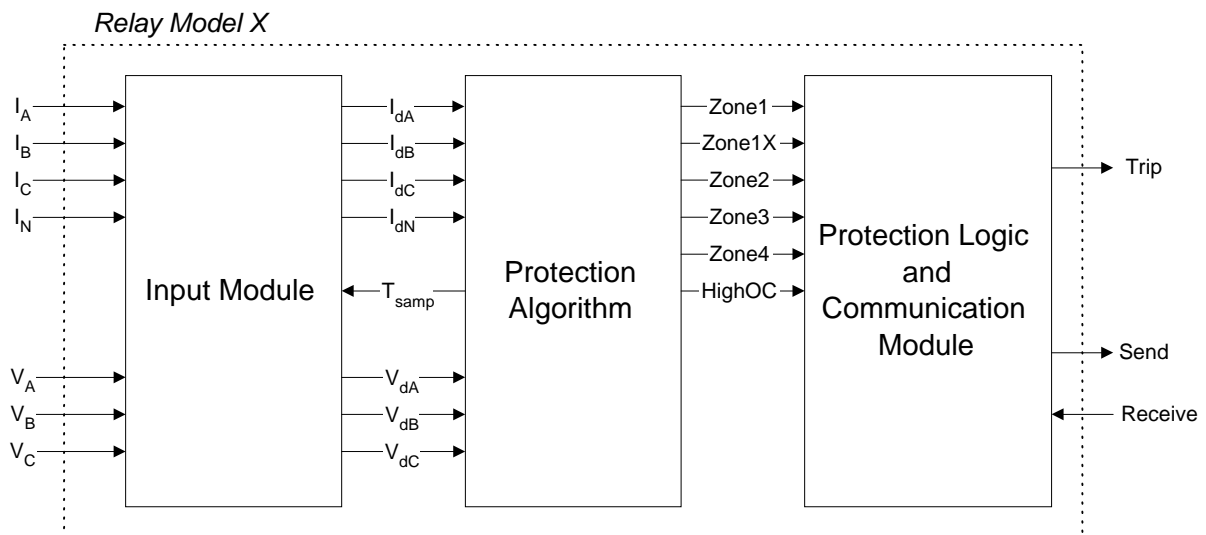 Relay Model X
I_A
I_B
I_C
I_N
V_A
V_B
V_C
Input Module
I_dA
I_dB
I_dC
I_dN
T_samp
V_dA
V_dB
V_dC
Protection
Algorithm
Zone1
Zone1X
Zone2
Zone3
Zone4
HighOC
Protection Logic
and
Communication
Module
Trip
Send
Receive